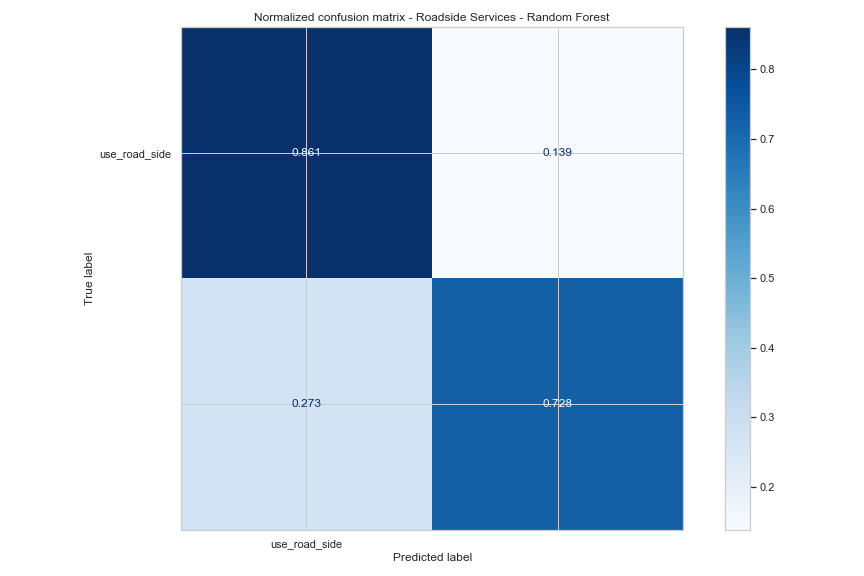 Normalized confusion matrix - Roadside Services - Random Forest
use_road_side
0.861
0.139
0.273
0.728
True label
use_road_side
Predicted label
0.8
0.7
0.6
0.5
0.4
0.3
0.2